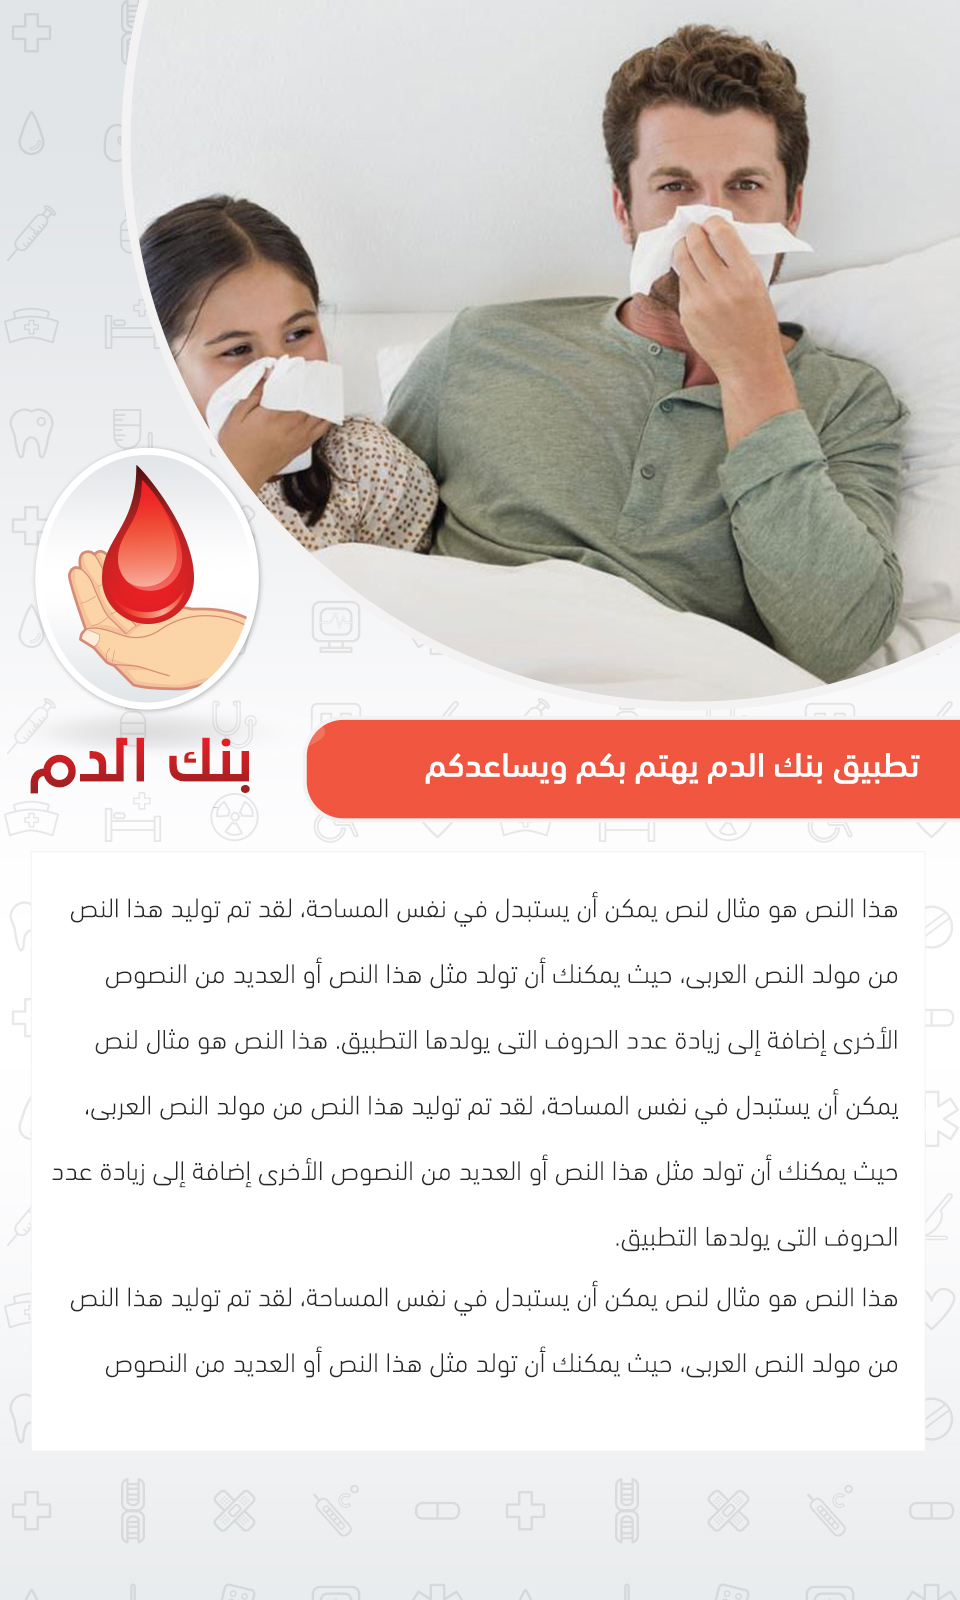 بنك الدم
تطبيق بنك الدم يهتم بكم ويساعدكم
هذا النص هو مثال لنص يمكن أن يستبدل في نفس المساحة، لقد تم توليد هذا النص
من مولد النص العربى، حيث يمكنك أن تولد مثل هذا النص أو العديد من النصوص
الأخرى إضافة إلى زيادة عدد الحروف التى يولدها التطبيق. هذا النص هو مثال لنص
يمكن أن يستبدل في نفس المساحة، لقد تم توليد هذا النص من مولد النص العربى،
حيث يمكنك أن تولد مثل هذا النص أو العديد من النصوص الأخرى إضافة إلى زيادة عدد
الحروف التى يولدها التطبيق.
هذا النص هو مثال لنص يمكن أن يستبدل في نفس المساحة، لقد تم توليد هذا النص
من مولد النص العربى، حيث يمكنك أن تولد مثل هذا النص أو العديد من النصوص